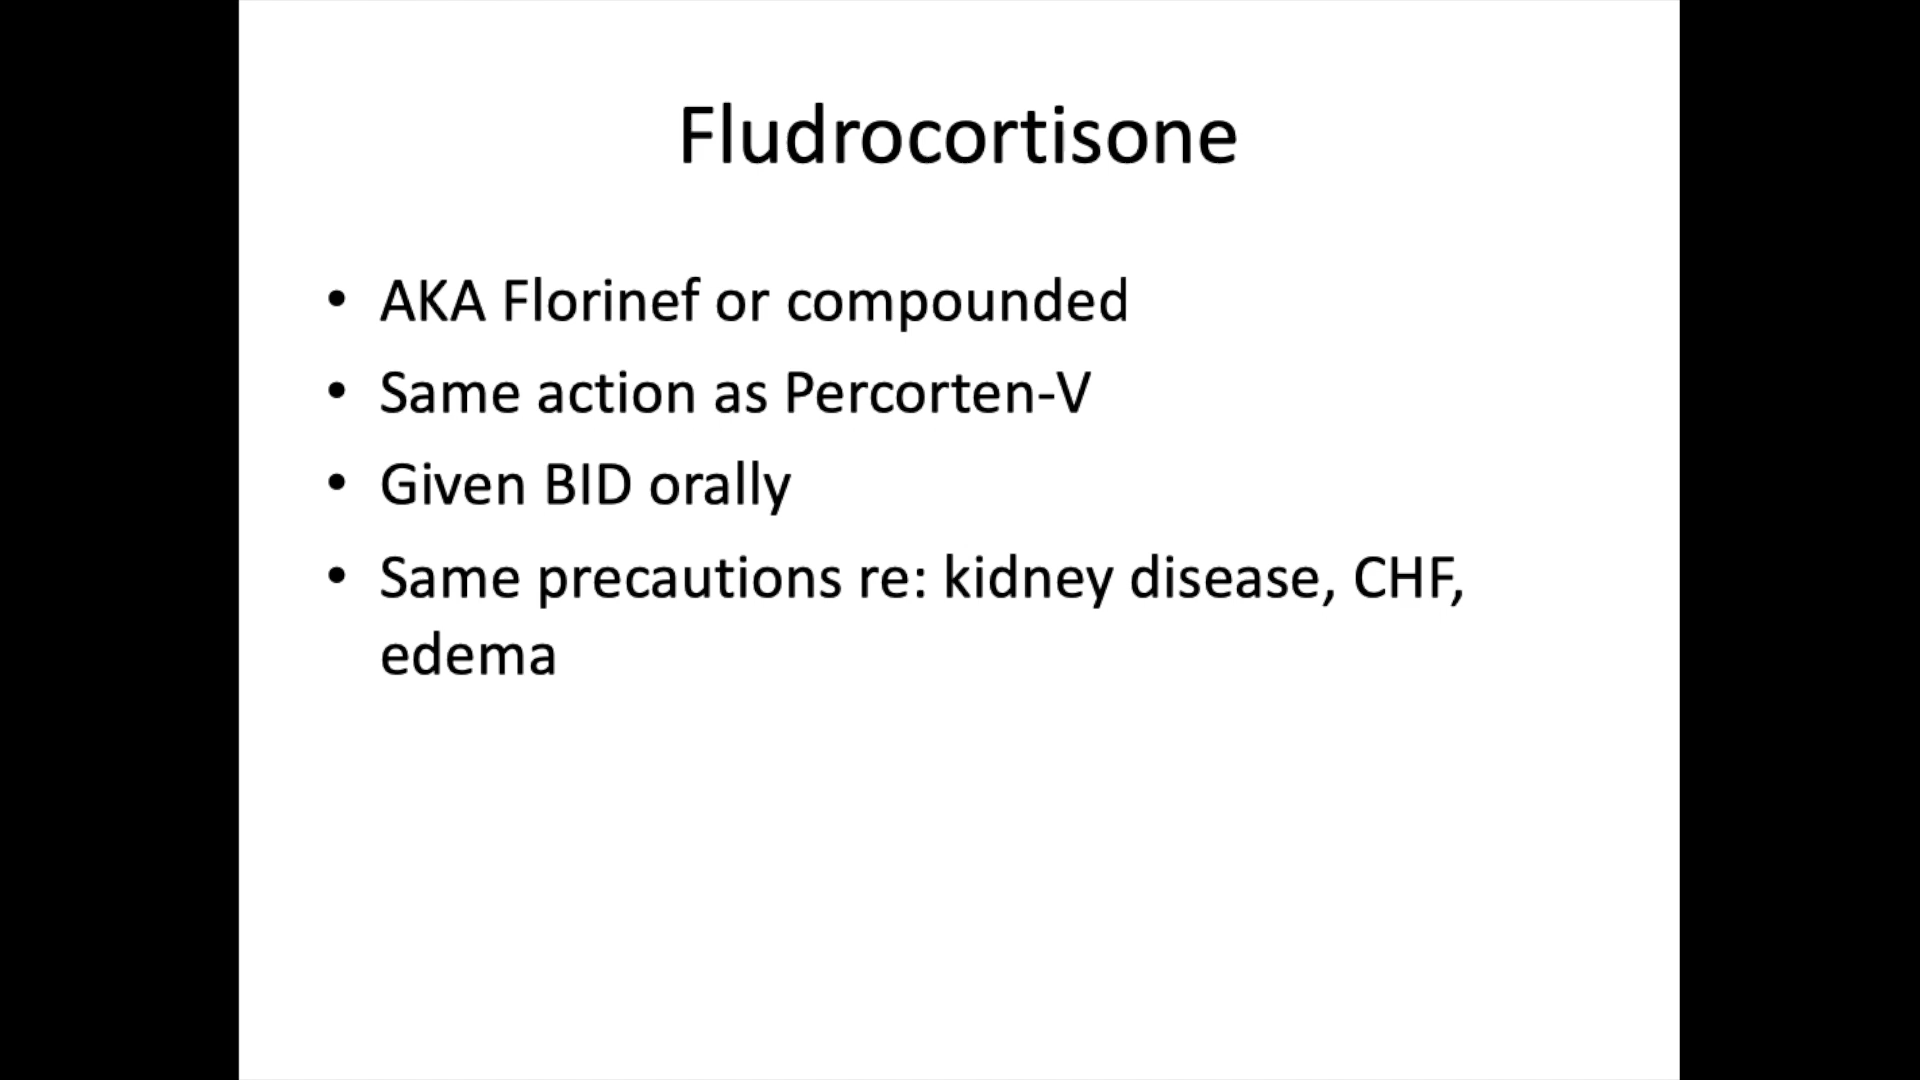 Fludrocortisone
• AKA Florinef or compounded
• Same action as Percorten-V
• Given BID orally
• Same precautions re: kidney disease, CHF,
edema